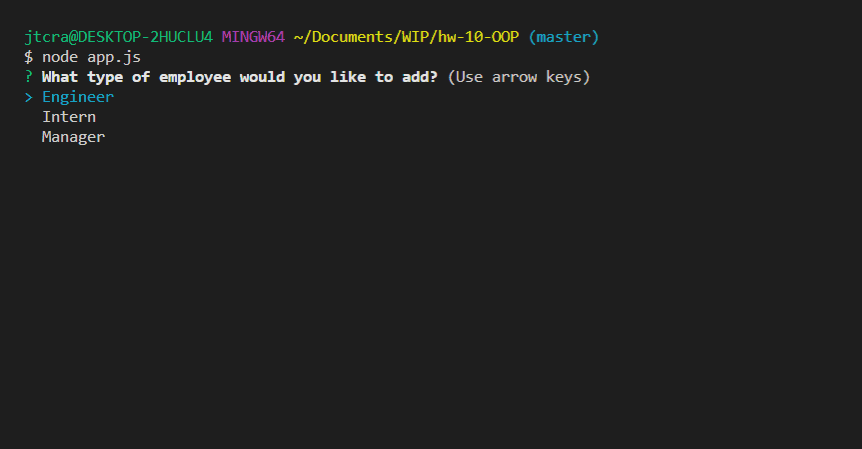 jtcra@DESKTOP-2HUCLU4 MINGW64 ~/Documents/WIP/hw-10-OOP (master)
$ node app.js
? What type of employee would you like to add? (Use arrow keys)
> Engineer
  Intern
  Manager